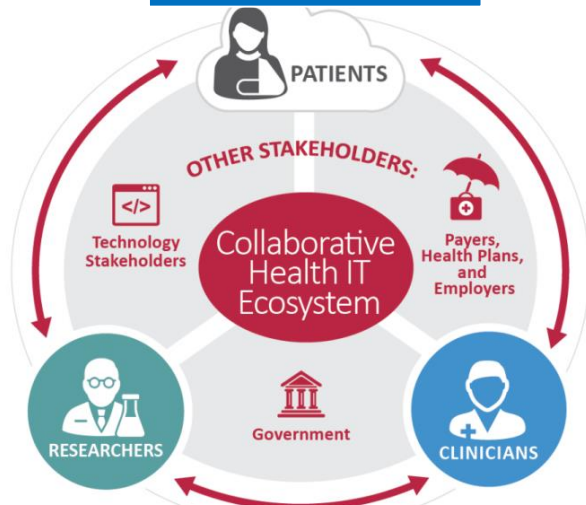 PATIENTS
OTHER STAKEHOLDERS:
</>
Technology
Stakeholders
Collaborative
Health IT
Ecosystem
Payers,
Health Plans,
and
Employers
Government
RESEARCHERS
CLINICIANS